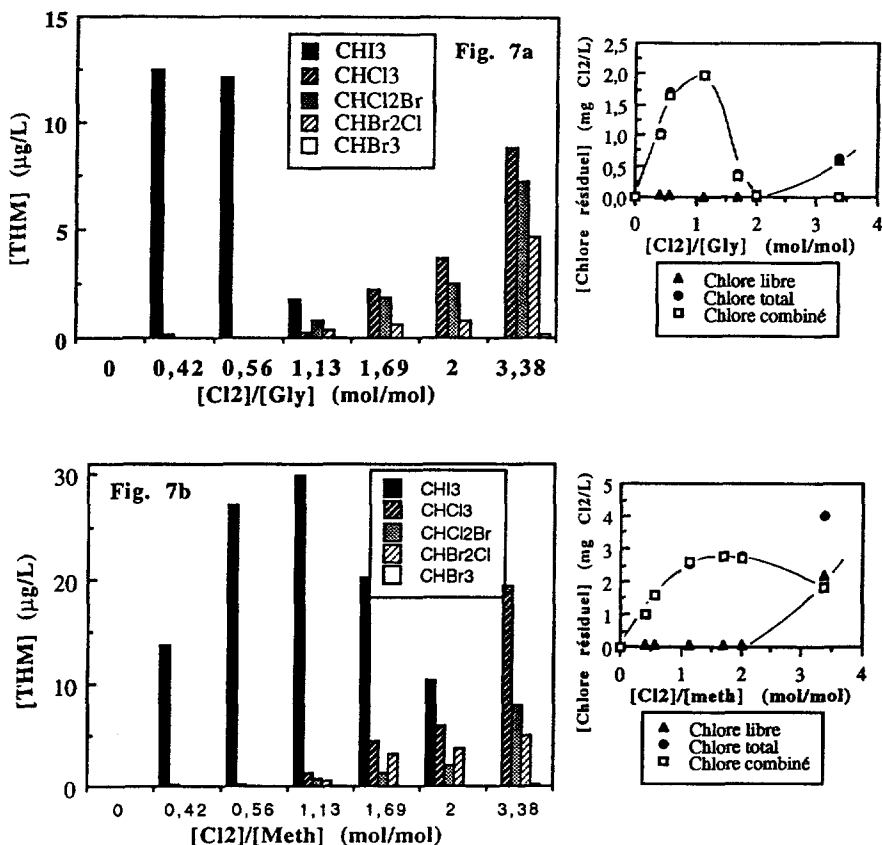 Fig. 7a
[THM] (µg/L)
15
10
5
0
CHI3
CHCl3
CHCl2Br
CHBr2Cl
CHBr3
0 0,42 0,56 1,13 1,69 2 3,38
[Cl2]/[Gly] (mol/mol)
[Chlore résiduel] (mg Cl2/L)
2,5
2,0
1,5
1,0
0,5
0,0
0 1 2 3 4
[Cl2]/[Gly] (mol/mol)
Chlore libre
Chlore total
Chlore combiné
Fig. 7b
[THM] (µg/L)
30
20
10
0
CHI3
CHCl3
CHCl2Br
CHBr2Cl
CHBr3
0 0,42 0,56 1,13 1,69 2 3,38
[Cl2]/[Meth] (mol/mol)
[Chlore résiduel] (mg Cl2/L)
5
4
3
2
1
0
0 1 2 3 4
[Cl2]/[meth] (mol/mol)
Chlore libre
Chlore total
Chlore combiné